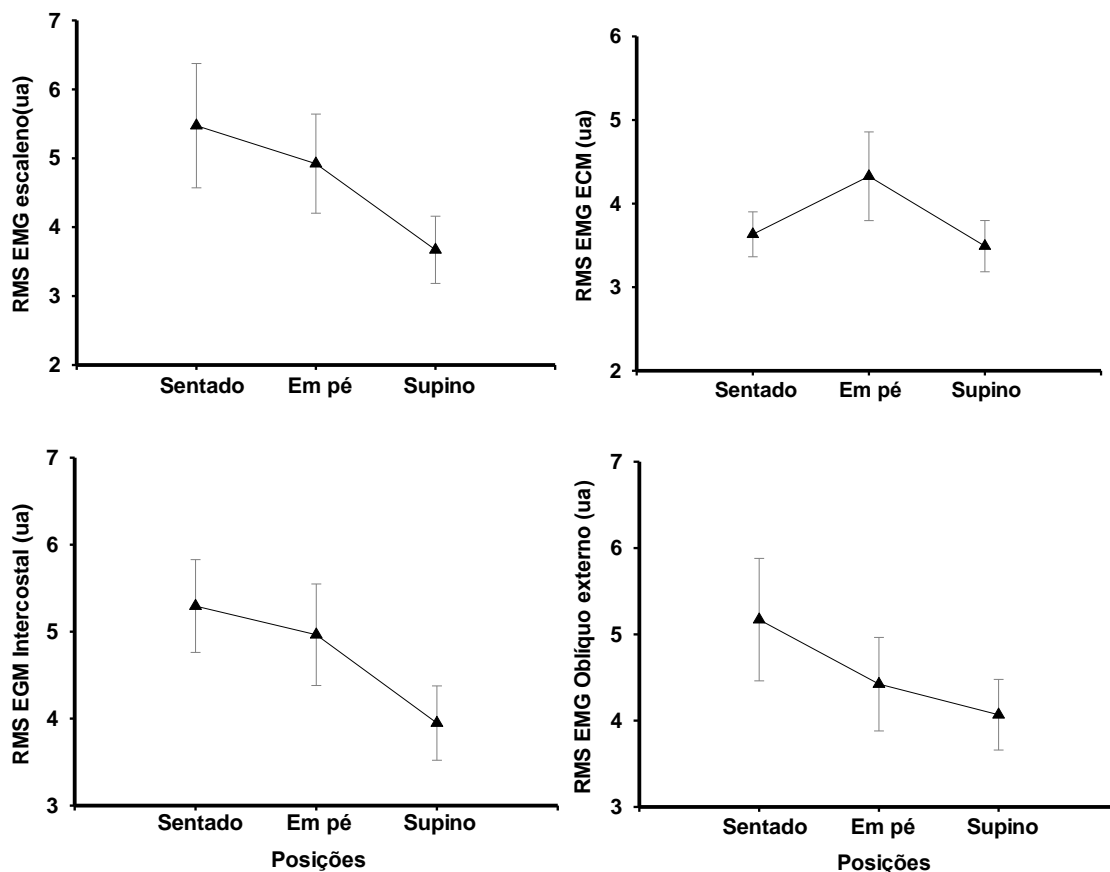 RMS EMG escaleno(ua)
7
6
5
4
3
2
Sentado Em pé Supino
RMS EMG ECM (ua)
6
5
4
3
2
Sentado Em pé Supino
RMS EGM Intercostal (ua)
7
6
5
4
3
Sentado Em pé Supino
Posições
RMS EMG Oblíquo externo (ua)
7
6
5
4
3
Sentado Em pé Supino
Posições